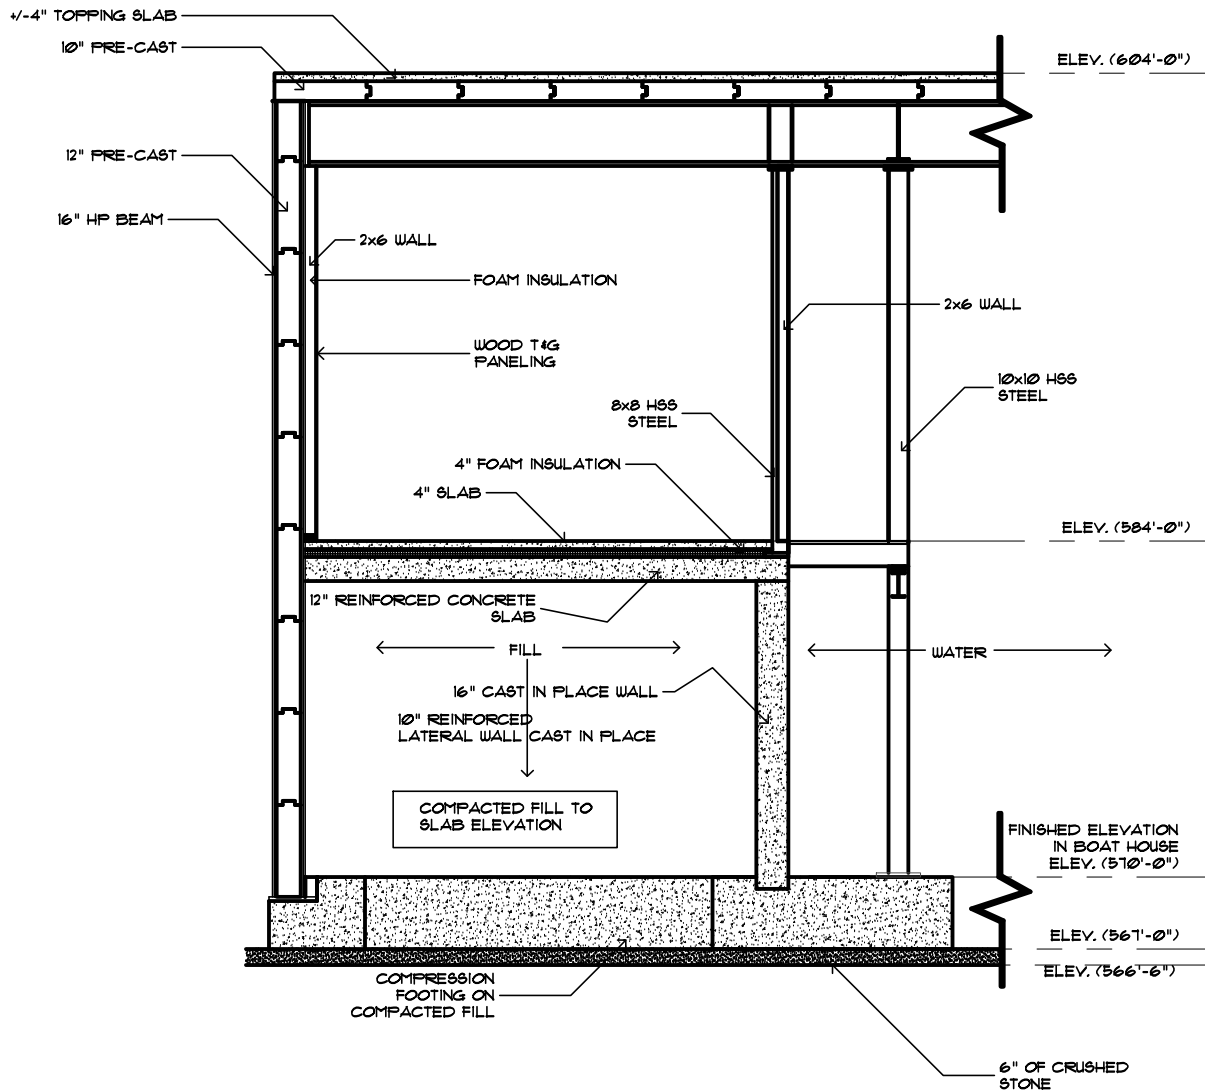 +/-4" TOPPING SLAB
10" PRE-CAST
ELEV. (604'-0")
12" PRE-CAST
16" HP BEAM
2x6 WALL
FOAM INSULATION
2x6 WALL
WOOD T&G
PANELING
10x10 HSS
STEEL
8x8 HSS
STEEL
4" FOAM INSULATION
4" SLAB
ELEV. (584'-0")
12" REINFORCED CONCRETE
SLAB
FILL
WATER
16" CAST IN PLACE WALL
10" REINFORCED
LATERAL WALL CAST IN PLACE
COMPACTED FILL TO
SLAB ELEVATION
FINISHED ELEVATION
IN BOAT HOUSE
ELEV. (570'-0")
ELEV. (567'-0")
ELEV. (566'-6")
COMPRESSION
FOOTING ON
COMPACTED FILL
6" OF CRUSHED
STONE